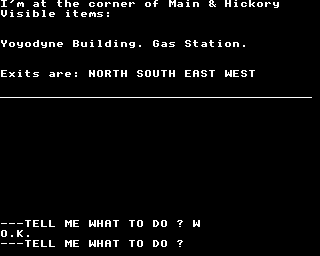 I'm at the corner of Main & Hickory
Visible items:
Yoyodyne Building. Gas Station.
Exits are: NORTH SOUTH EAST WEST
---TELL ME WHAT TO DO ? W
O.K.
---TELL ME WHAT TO DO ?